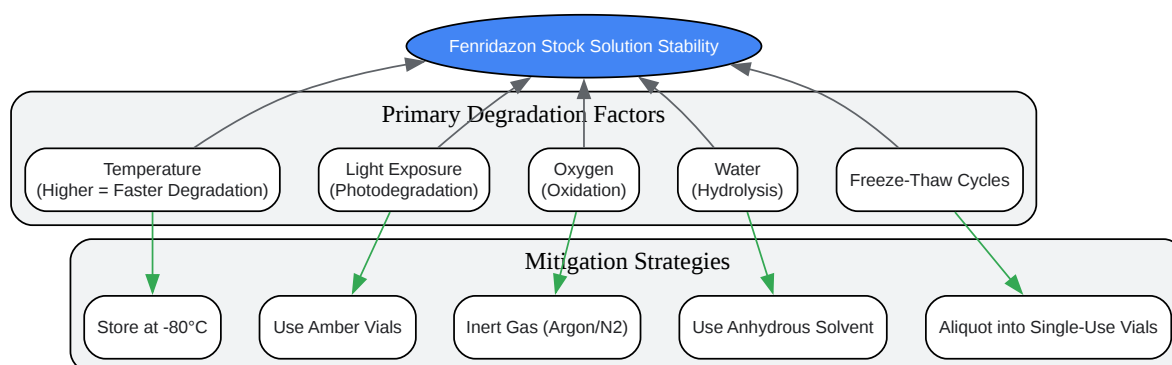 Fenridazon Stock Solution Stability
Primary Degradation Factors
Temperature
(Higher = Faster Degradation)
Light Exposure
(Photodegradation)
Oxygen
(Oxidation)
Water
(Hydrolysis)
Freeze-Thaw Cycles
Mitigation Strategies
Store at -80°C
Use Amber Vials
Inert Gas (Argon/N2)
Use Anhydrous Solvent
Aliquot into Single-Use Vials